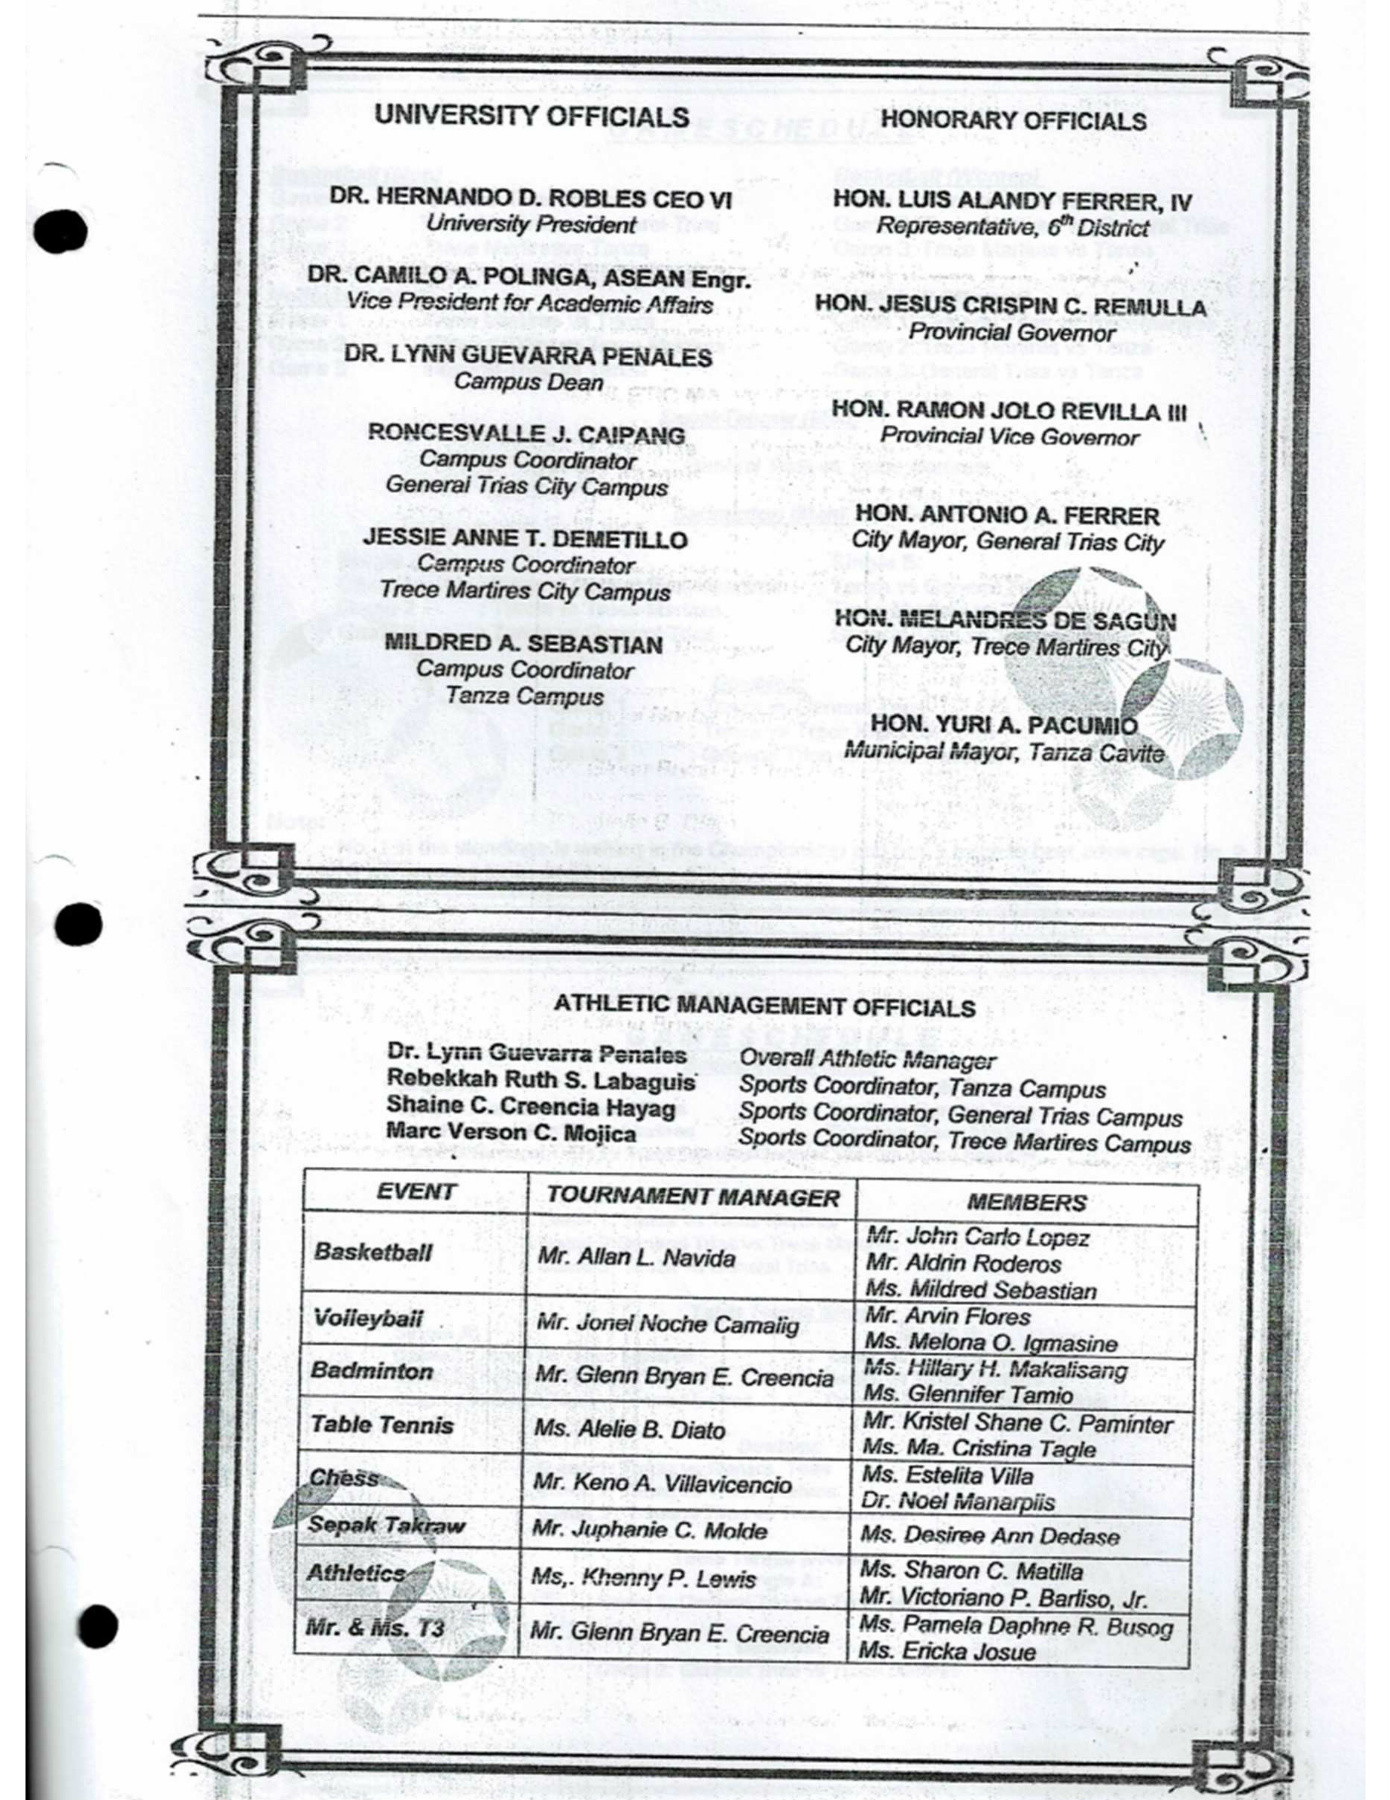 UNIVERSITY OFFICIALS
DR. HERNANDO D. ROBLES CEO VI
University President
DR. CAMILO A. POLINGA, ASEAN Engr.
Vice President for Academic Affairs
DR. LYNN GUEVARRA PENALES
Campus Dean
RONCESVALLE J. CAIPANG
Campus Coordinator
General Trias City Campus
JESSIE ANNE T. DEMETILLO
Campus Coordinator
Trece Martires City Campus
MILDRED A. SEBASTIAN
Campus Coordinator
Tanza Campus
HONORARY OFFICIALS
HON. LUIS ALANDY FERRER, IV
Representative, 6th District
HON. JESUS CRISPIN C. REMULLA
Provincial Governor
HON. RAMON JOLO REVILLA III
Provincial Vice Governor
HON. ANTONIO A. FERRER
City Mayor, General Trias City
HON. MELANDRES DE SAGUN
City Mayor, Trece Martires City
HON. YURI A. PACUMIO
Municipal Mayor, Tanza Cavite
ATHLETIC MANAGEMENT OFFICIALS
Dr. Lynn Guevarra Penales Overall Athletic Manager
Rebekkah Ruth S. Labaguis Sports Coordinator, Tanza Campus
Shaine C. Creencia Hayag Sports Coordinator, General Trias Campus
Marc Verson C. Mojica Sports Coordinator, Trece Martires Campus
EVENT TOURNAMENT MANAGER MEMBERS
Basketball Mr. Allan L. Navida Mr. John Carlo Lopez
Mr. Aldrin Roderos
Ms. Mildred Sebastian
Volleyball Mr. Jonel Noche Camalig Mr. Arvin Flores
Ms. Melona O. Igmasine
Badminton Mr. Glenn Bryan E. Creencia Ms. Hillary H. Makalisang
Ms. Glennifer Tamio
Table Tennis Ms. Alelie B. Diato Mr. Kristel Shane C. Paminter
Ms. Ma. Cristina Tagle
Chess Mr. Keno A. Villavicencio Ms. Estelita Villa
Dr. Noel Manarpiis
Sepak Takraw Mr. Juphanie C. Molde Ms. Desiree Ann Dedase
Athletics Ms,. Khenny P. Lewis Ms. Sharon C. Matilla
Mr. Victoriano P. Barliso, Jr.
Mr. & Ms. T3 Mr. Glenn Bryan E. Creencia Ms. Pamela Daphne R. Busog
Ms. Ericka Josue